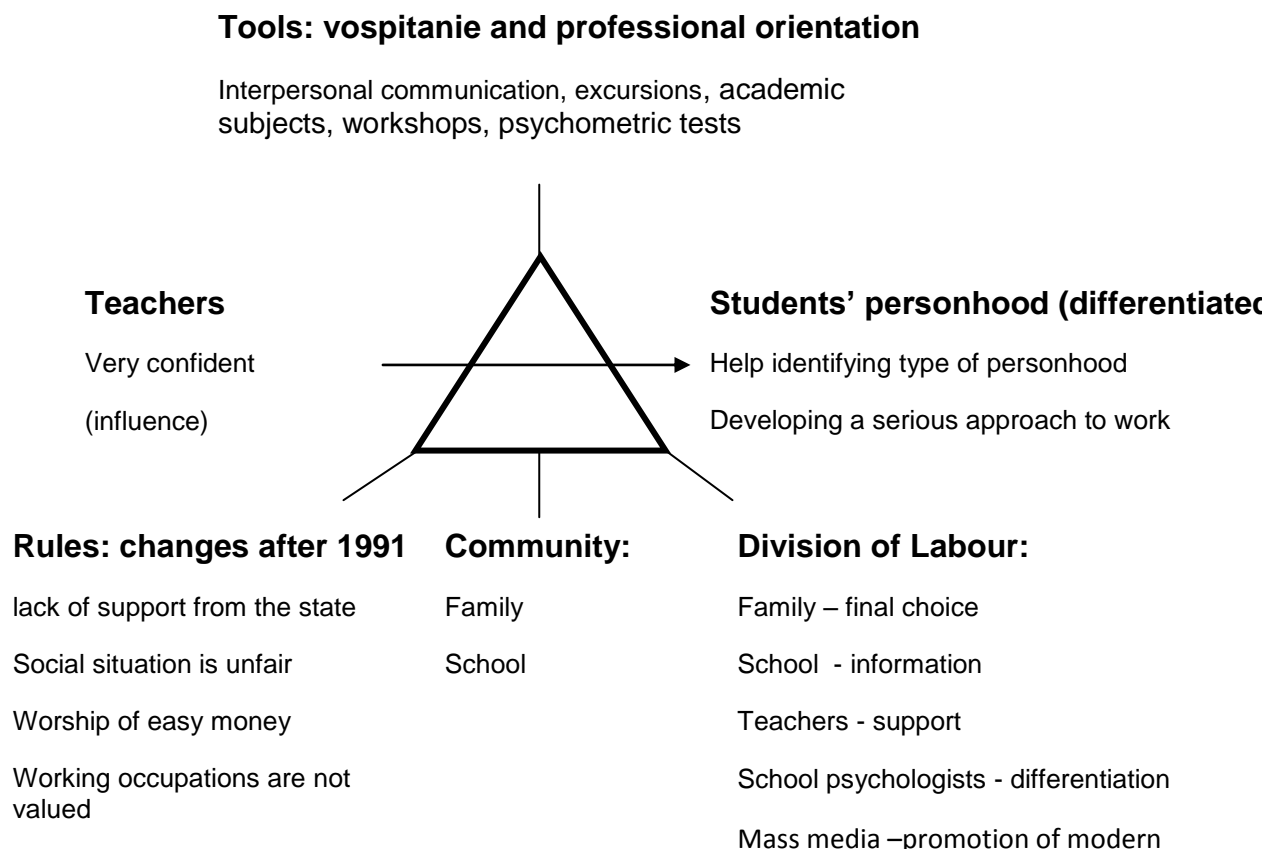 Tools: vospitanie and professional orientation
Interpersonal communication, excursions, academic
subjects, workshops, psychometric tests
Teachers
Very confident
(influence)
Students’ personhood (differentiated
Help identifying type of personhood
Developing a serious approach to work
Rules: changes after 1991
lack of support from the state
Social situation is unfair
Worship of easy money
Working occupations are not
valued
Community:
Family
School
Division of Labour:
Family – final choice
School - information
Teachers - support
School psychologists - differentiation
Mass media –promotion of modern